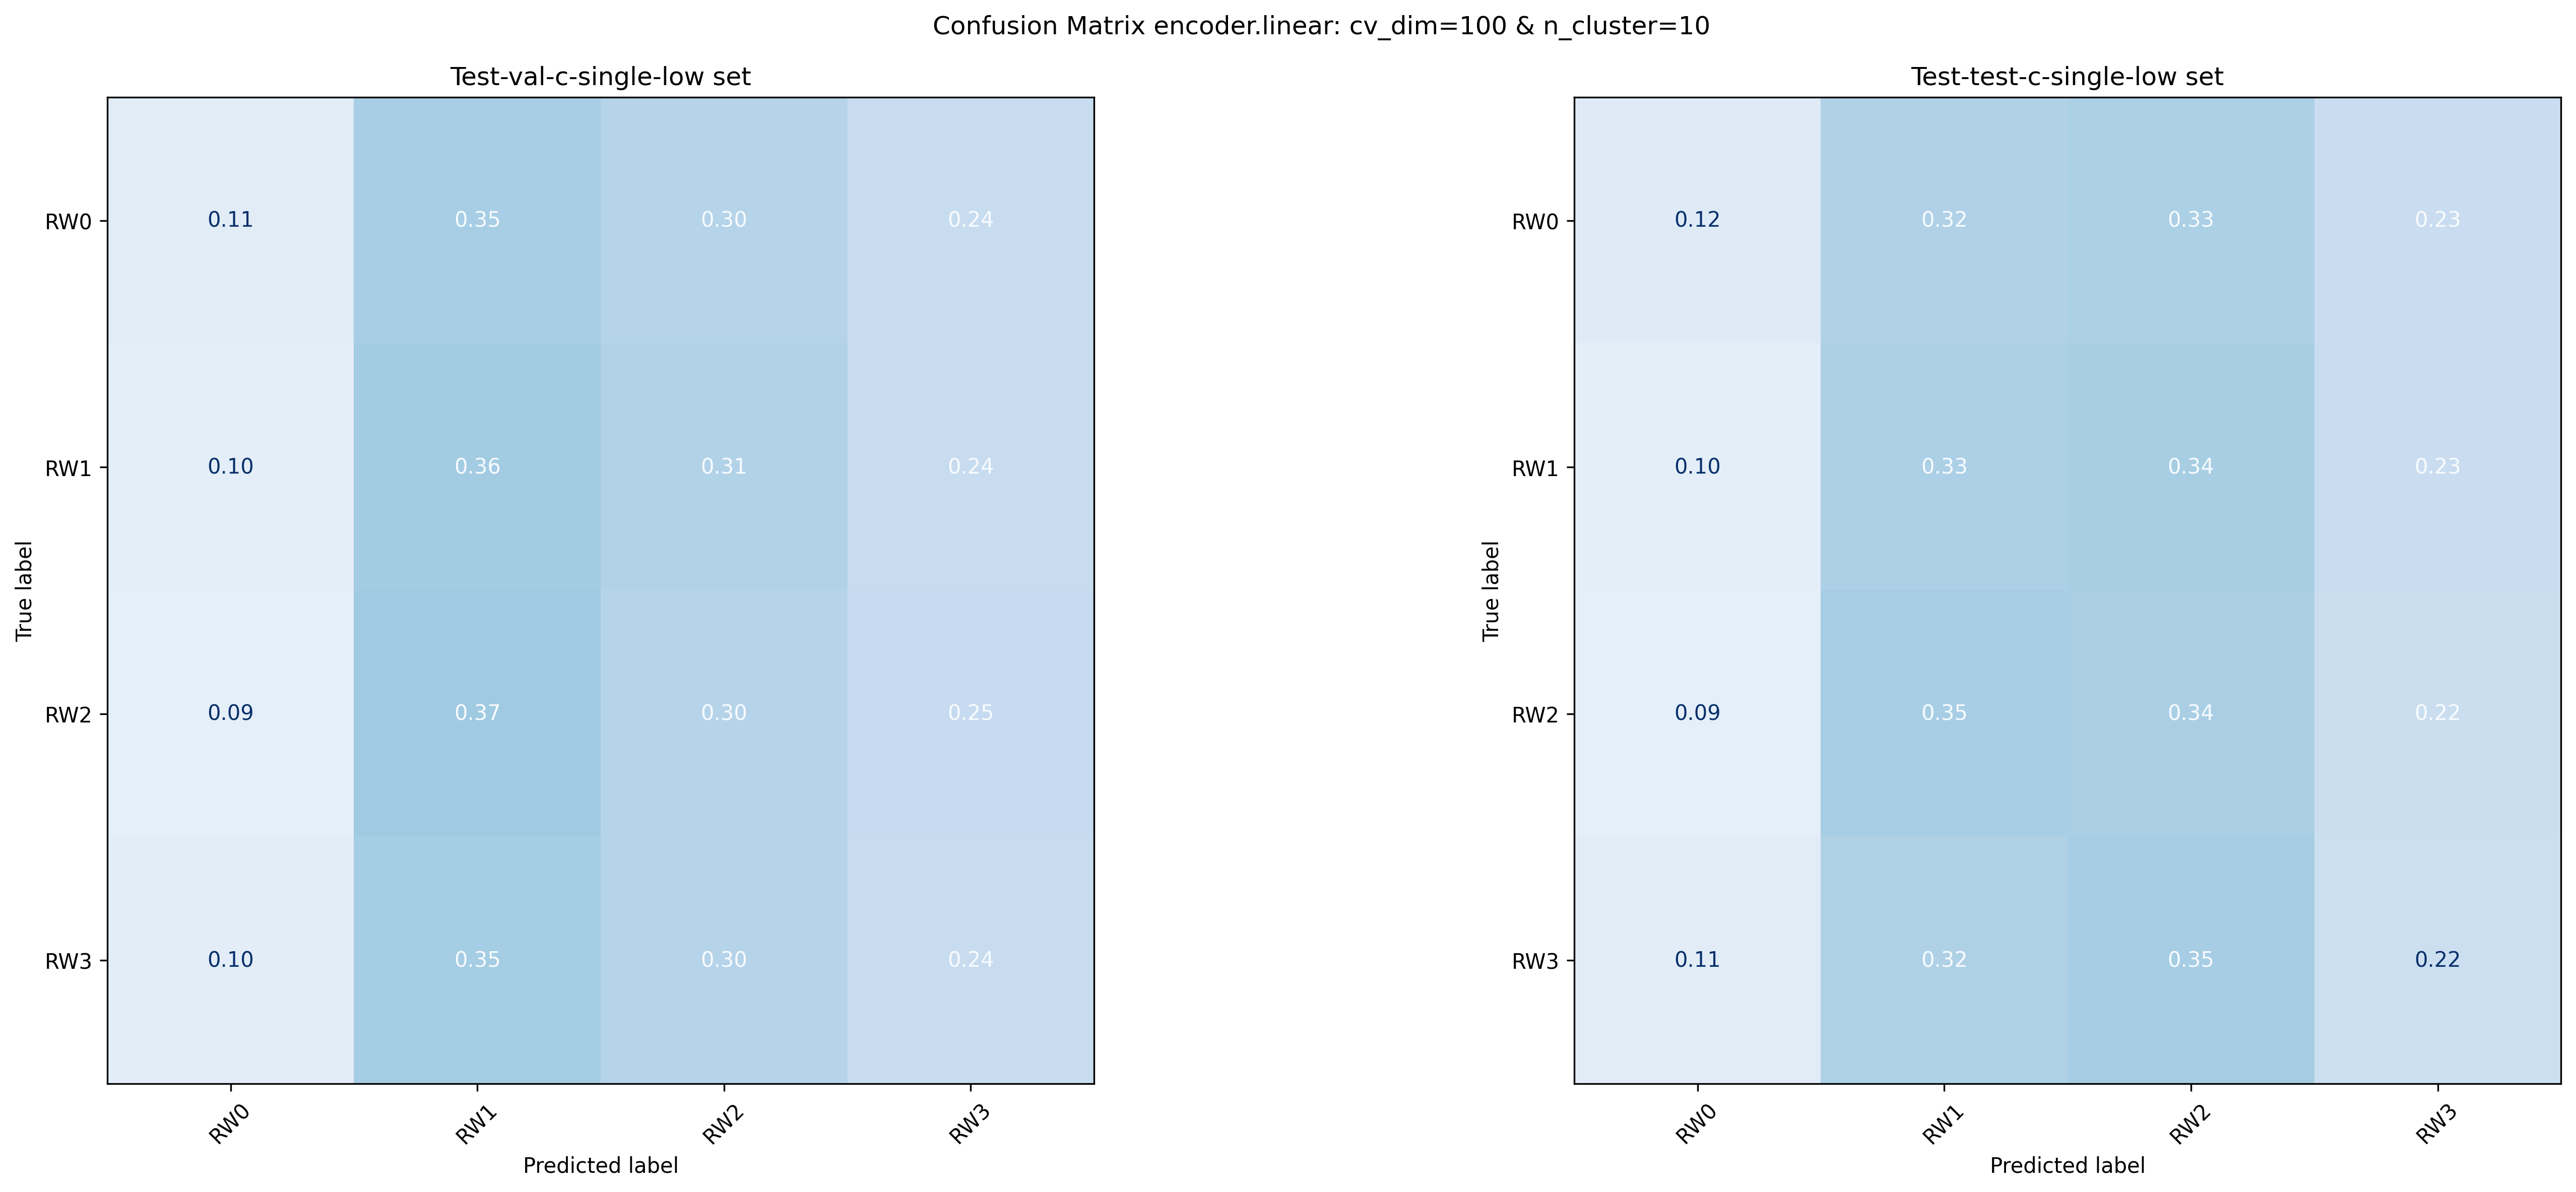 Confusion Matrix encoder.linear: cv_dim=100 & n_cluster=10
Test-val-c-single-low set
True label
RW0 0.11 0.35 0.30 0.24
RW1 0.10 0.36 0.31 0.24
RW2 0.09 0.37 0.30 0.25
RW3 0.10 0.35 0.30 0.24
RW0 RW1 RW2 RW3
Predicted label
Test-test-c-single-low set
True label
RW0 0.12 0.32 0.33 0.23
RW1 0.10 0.33 0.34 0.23
RW2 0.09 0.35 0.34 0.22
RW3 0.11 0.32 0.35 0.22
RW0 RW1 RW2 RW3
Predicted label